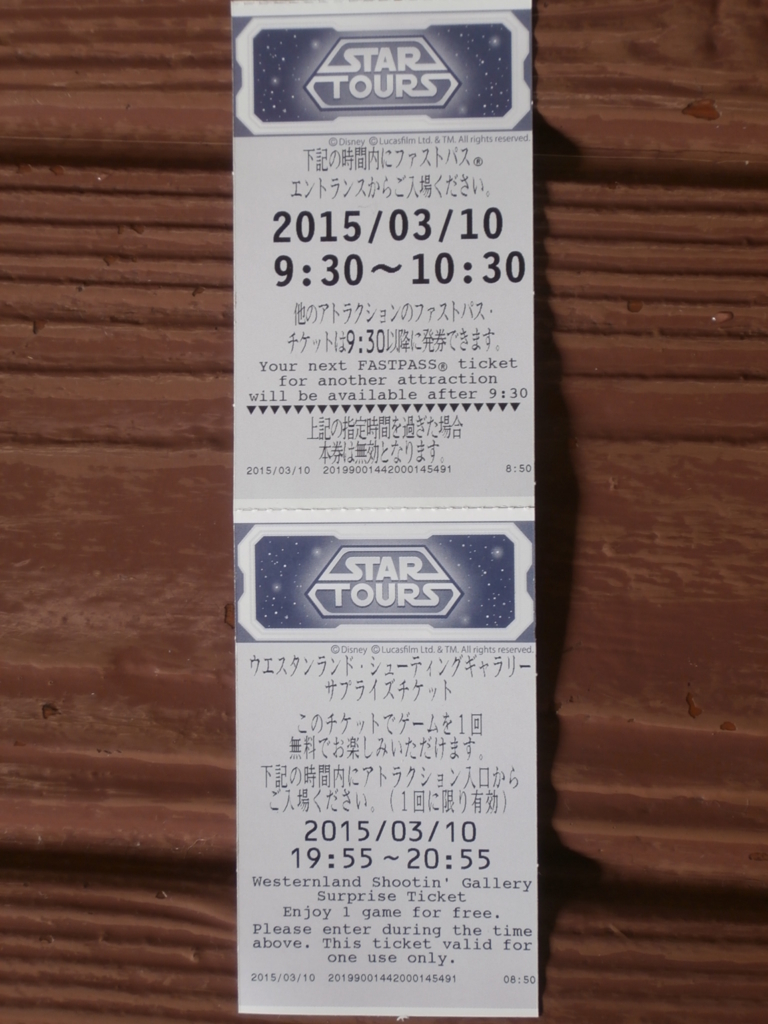 STAR
TOURS
©Disney ©Lucasfilm Ltd. & TM. All rights reserved.
下記の時間内にファストパス®
エントランスからご入場ください。
2015/03/10
9:30～10:30
他のアトラクションのファストパス・
チケットは9:30以降に発券できます。
Your next FASTPASS® ticket
for another attraction
will be available after 9:30
▼▼▼▼▼▼▼▼▼▼▼▼▼▼▼▼▼▼▼▼▼▼▼▼
上記の指定時間を過ぎた場合
本券は無効となります。
2015/03/10 20199001442000145491 8:50
STAR
TOURS
©Disney ©Lucasfilm Ltd. & TM. All rights reserved.
ウエスタンランド・シューティングギャラリー
サプライズチケット
このチケットでゲームを1回
無料でお楽しみいただけます。
下記の時間内にアトラクション入口から
ご入場ください。(1回に限り有効)
2015/03/10
19:55～20:55
Westernland Shootin' Gallery
Surprise Ticket
Enjoy 1 game for free.
Please enter during the time
above. This ticket valid for
one use only.
2015/03/10 20199001442000145491 08:50